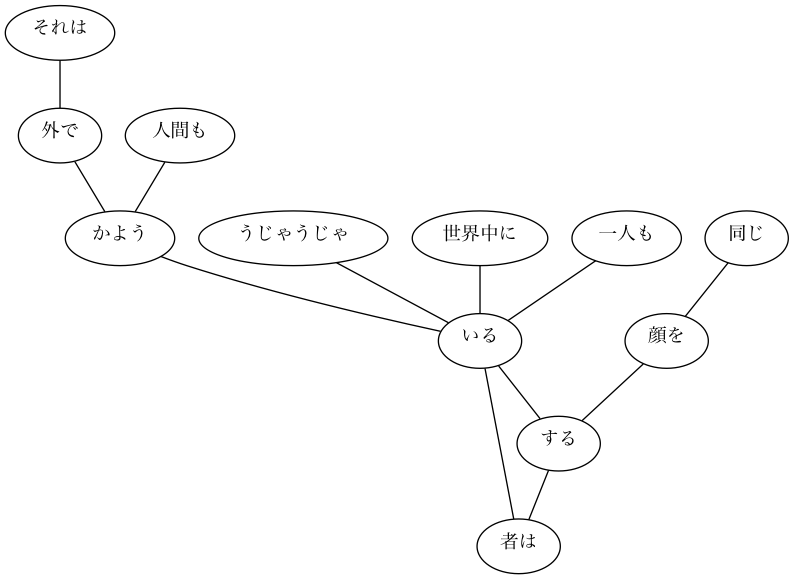 それは
外で
人間も
かよう
うじゃうじゃ
世界中に
一人も
同じ
いる
顔を
する
者は